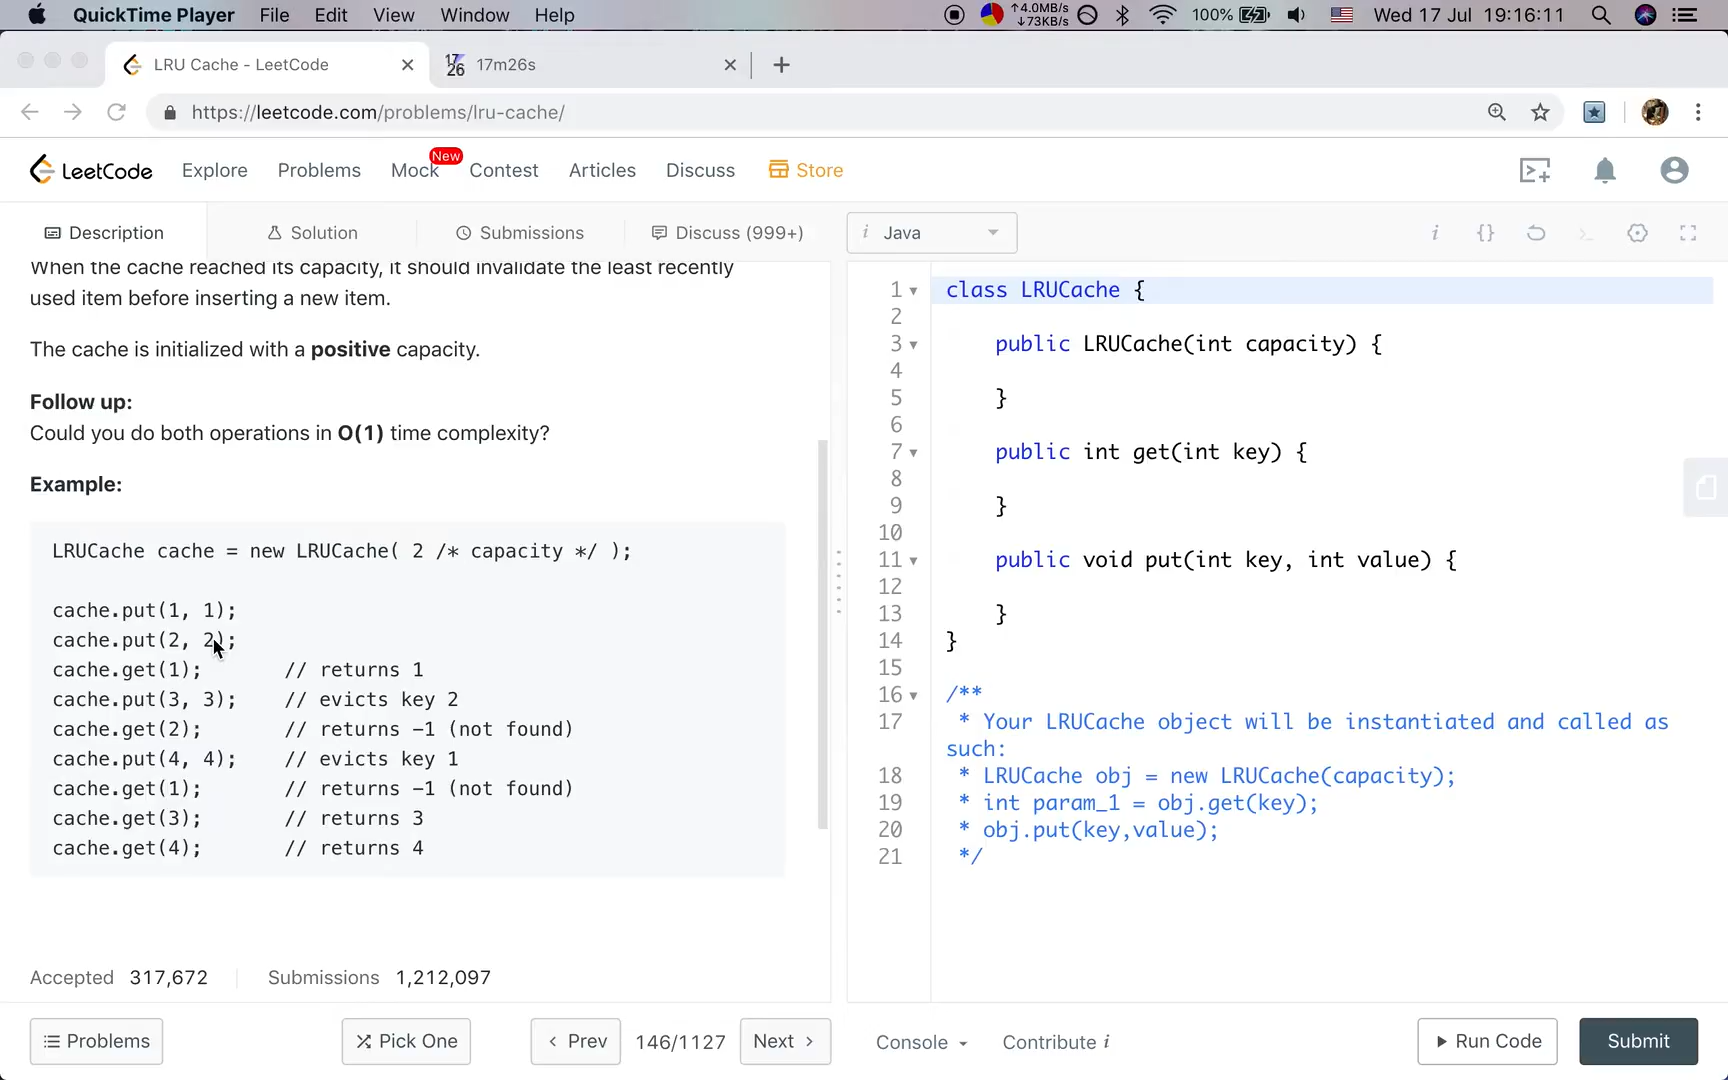 QuickTime Player File Edit View Window Help ↑4.0MB/s ↓73KB/s 100% Wed 17 Jul 19:16:11
LRU Cache - LeetCode
17 26 17m26s
https://leetcode.com/problems/lru-cache/
LeetCode Explore Problems Mock New Contest Articles Discuss Store
Description Solution Submissions Discuss (999+)
When the cache reached its capacity, it should invalidate the least recently
used item before inserting a new item.
The cache is initialized with a positive capacity.
Follow up:
Could you do both operations in O(1) time complexity?
Example:
LRUCache cache = new LRUCache( 2 /* capacity */ );
cache.put(1, 1);
cache.put(2, 2);
cache.get(1);       // returns 1
cache.put(3, 3);    // evicts key 2
cache.get(2);       // returns -1 (not found)
cache.put(4, 4);    // evicts key 1
cache.get(1);       // returns -1 (not found)
cache.get(3);       // returns 3
cache.get(4);       // returns 4
Accepted 317,672 Submissions 1,212,097
Problems Pick One Prev 146/1127 Next
i Java
i {}
1 class LRUCache {
2
3     public LRUCache(int capacity) {
4
5     }
6
7     public int get(int key) {
8
9     }
10
11     public void put(int key, int value) {
12
13     }
14 }
15
16 /**
17  * Your LRUCache object will be instantiated and called as
such:
18  * LRUCache obj = new LRUCache(capacity);
19  * int param_1 = obj.get(key);
20  * obj.put(key,value);
21  */
Console Contribute i Run Code Submit